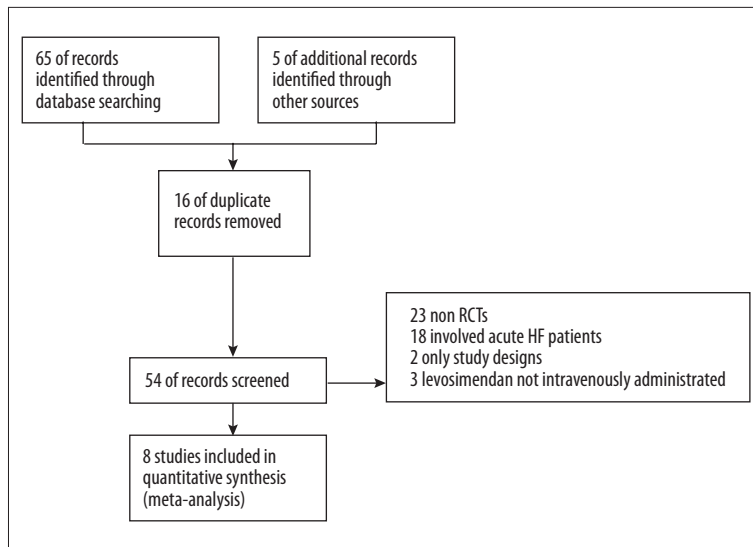 65 of records
identified through
database searching
5 of additional records
identified through
other sources
16 of duplicate
records removed
23 non RCTs
18 involved acute HF patients
2 only study designs
3 levosimendan not intravenously administrated
54 of records screened
8 studies included in
quantitative synthesis
(meta-analysis)